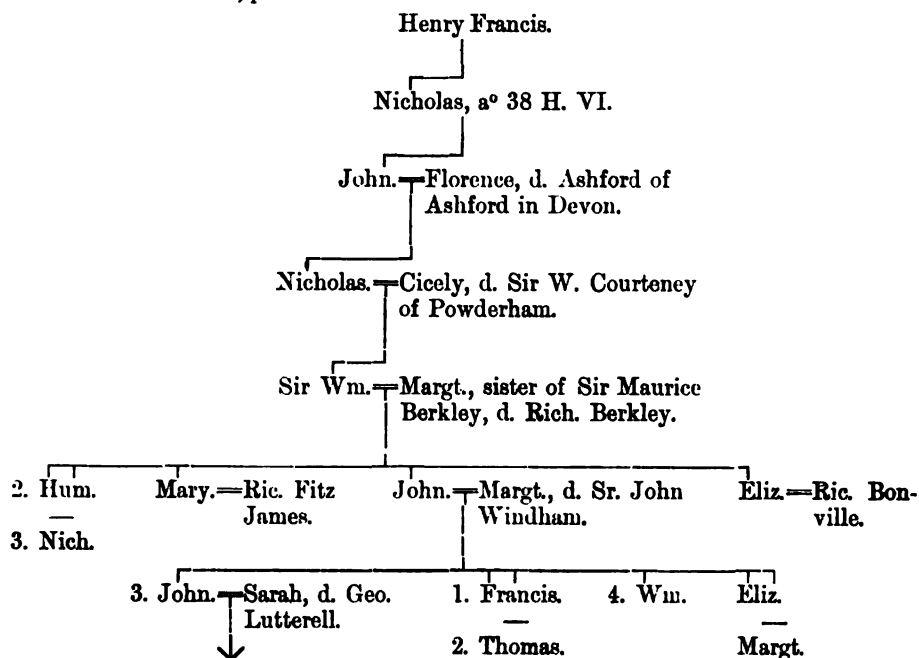 Henry Francis.
Nicholas, aº 38 H. VI.
John. Florence, d. Ashford of
Ashford in Devon.
Nicholas. Cicely, d. Sir W. Courteney
of Powderham.
Sir Wm. Margt., sister of Sir Maurice
Berkley, d. Rich. Berkley.
2. Hum. Mary. Ric. Fitz John. Margt., d. Sr. John Eliz. Ric. Bon-
James. Windham. ville.
3. Nich.
3. John. Sarah, d. Geo. 1. Francis. 4. Wm. Eliz.
Lutterell.
2. Thomas. Margt.